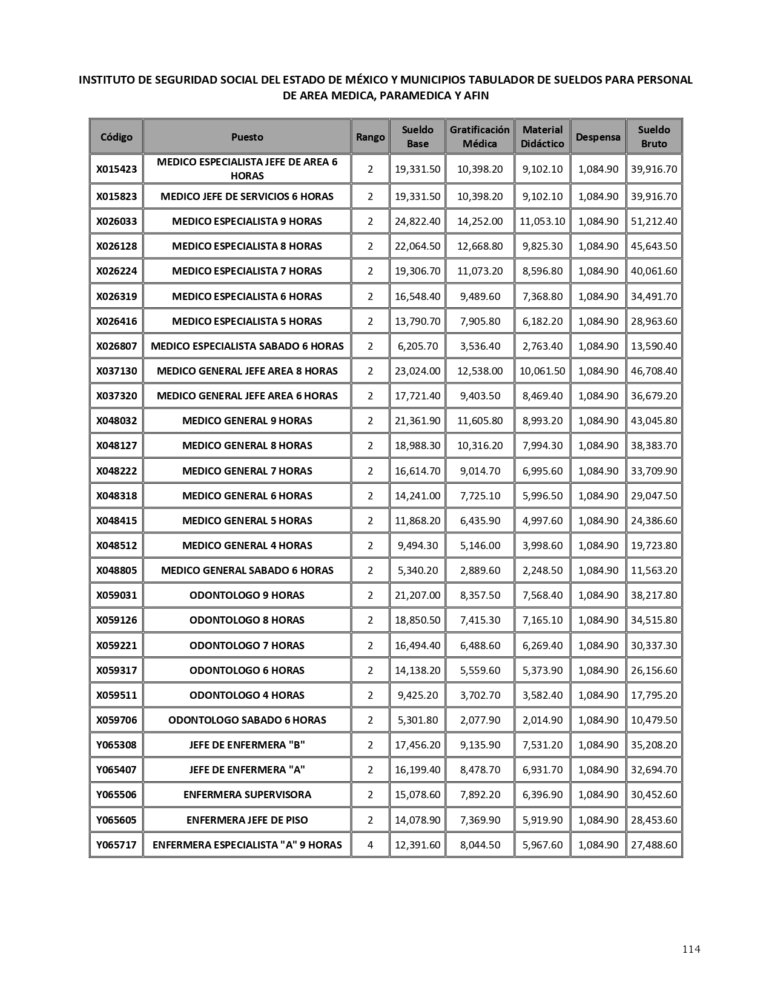 INSTITUTO DE SEGURIDAD SOCIAL DEL ESTADO DE MÉXICO Y MUNICIPIOS TABULADOR DE SUELDOS PARA PERSONAL
DE AREA MEDICA, PARAMEDICA Y AFIN
Código Puesto Rango Sueldo Base Gratificación Médica Material Didáctico Despensa Sueldo Bruto
X015423 MEDICO ESPECIALISTA JEFE DE AREA 6 HORAS 2 19,331.50 10,398.20 9,102.10 1,084.90 39,916.70
X015823 MEDICO JEFE DE SERVICIOS 6 HORAS 2 19,331.50 10,398.20 9,102.10 1,084.90 39,916.70
X026033 MEDICO ESPECIALISTA 9 HORAS 2 24,822.40 14,252.00 11,053.10 1,084.90 51,212.40
X026128 MEDICO ESPECIALISTA 8 HORAS 2 22,064.50 12,668.80 9,825.30 1,084.90 45,643.50
X026224 MEDICO ESPECIALISTA 7 HORAS 2 19,306.70 11,073.20 8,596.80 1,084.90 40,061.60
X026319 MEDICO ESPECIALISTA 6 HORAS 2 16,548.40 9,489.60 7,368.80 1,084.90 34,491.70
X026416 MEDICO ESPECIALISTA 5 HORAS 2 13,790.70 7,905.80 6,182.20 1,084.90 28,963.60
X026807 MEDICO ESPECIALISTA SABADO 6 HORAS 2 6,205.70 3,536.40 2,763.40 1,084.90 13,590.40
X037130 MEDICO GENERAL JEFE AREA 8 HORAS 2 23,024.00 12,538.00 10,061.50 1,084.90 46,708.40
X037320 MEDICO GENERAL JEFE AREA 6 HORAS 2 17,721.40 9,403.50 8,469.40 1,084.90 36,679.20
X048032 MEDICO GENERAL 9 HORAS 2 21,361.90 11,605.80 8,993.20 1,084.90 43,045.80
X048127 MEDICO GENERAL 8 HORAS 2 18,988.30 10,316.20 7,994.30 1,084.90 38,383.70
X048222 MEDICO GENERAL 7 HORAS 2 16,614.70 9,014.70 6,995.60 1,084.90 33,709.90
X048318 MEDICO GENERAL 6 HORAS 2 14,241.00 7,725.10 5,996.50 1,084.90 29,047.50
X048415 MEDICO GENERAL 5 HORAS 2 11,868.20 6,435.90 4,997.60 1,084.90 24,386.60
X048512 MEDICO GENERAL 4 HORAS 2 9,494.30 5,146.00 3,998.60 1,084.90 19,723.80
X048805 MEDICO GENERAL SABADO 6 HORAS 2 5,340.20 2,889.60 2,248.50 1,084.90 11,563.20
X059031 ODONTOLOGO 9 HORAS 2 21,207.00 8,357.50 7,568.40 1,084.90 38,217.80
X059126 ODONTOLOGO 8 HORAS 2 18,850.50 7,415.30 7,165.10 1,084.90 34,515.80
X059221 ODONTOLOGO 7 HORAS 2 16,494.40 6,488.60 6,269.40 1,084.90 30,337.30
X059317 ODONTOLOGO 6 HORAS 2 14,138.20 5,559.60 5,373.90 1,084.90 26,156.60
X059511 ODONTOLOGO 4 HORAS 2 9,425.20 3,702.70 3,582.40 1,084.90 17,795.20
X059706 ODONTOLOGO SABADO 6 HORAS 2 5,301.80 2,077.90 2,014.90 1,084.90 10,479.50
Y065308 JEFE DE ENFERMERA "B" 2 17,456.20 9,135.90 7,531.20 1,084.90 35,208.20
Y065407 JEFE DE ENFERMERA "A" 2 16,199.40 8,478.70 6,931.70 1,084.90 32,694.70
Y065506 ENFERMERA SUPERVISORA 2 15,078.60 7,892.20 6,396.90 1,084.90 30,452.60
Y065605 ENFERMERA JEFE DE PISO 2 14,078.90 7,369.90 5,919.90 1,084.90 28,453.60
Y065717 ENFERMERA ESPECIALISTA "A" 9 HORAS 4 12,391.60 8,044.50 5,967.60 1,084.90 27,488.60
114